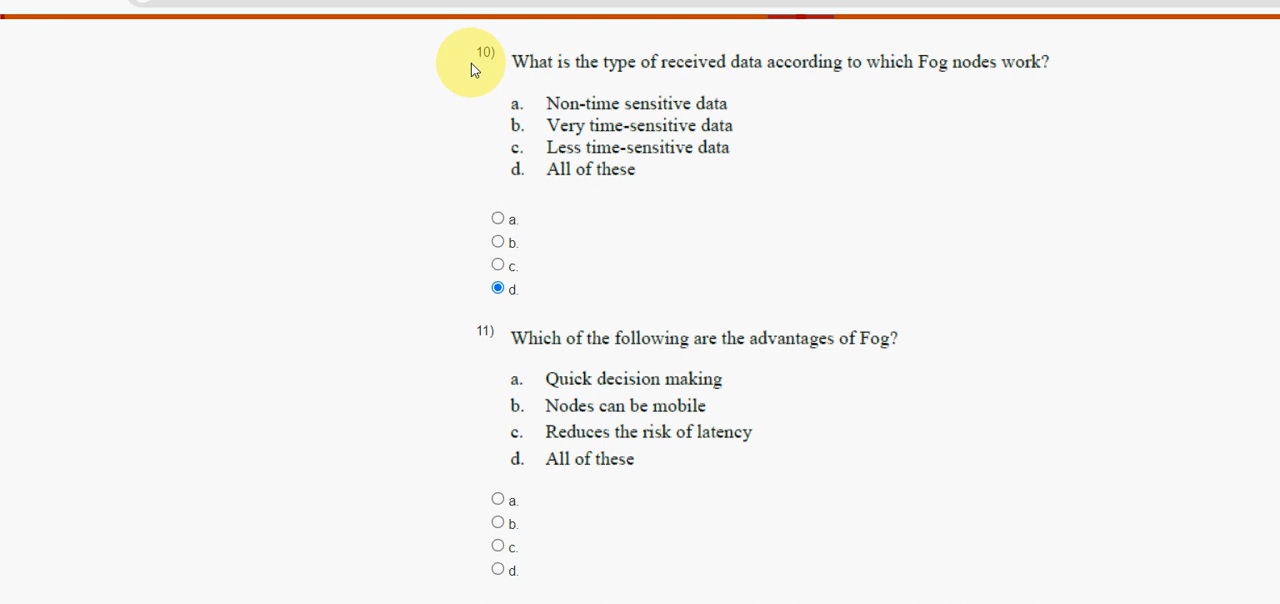 10) What is the type of received data according to which Fog nodes work?
a. Non-time sensitive data
b. Very time-sensitive data
c. Less time-sensitive data
d. All of these
a.
b.
c.
d.
11) Which of the following are the advantages of Fog?
a. Quick decision making
b. Nodes can be mobile
c. Reduces the risk of latency
d. All of these
a.
b.
c.
d.